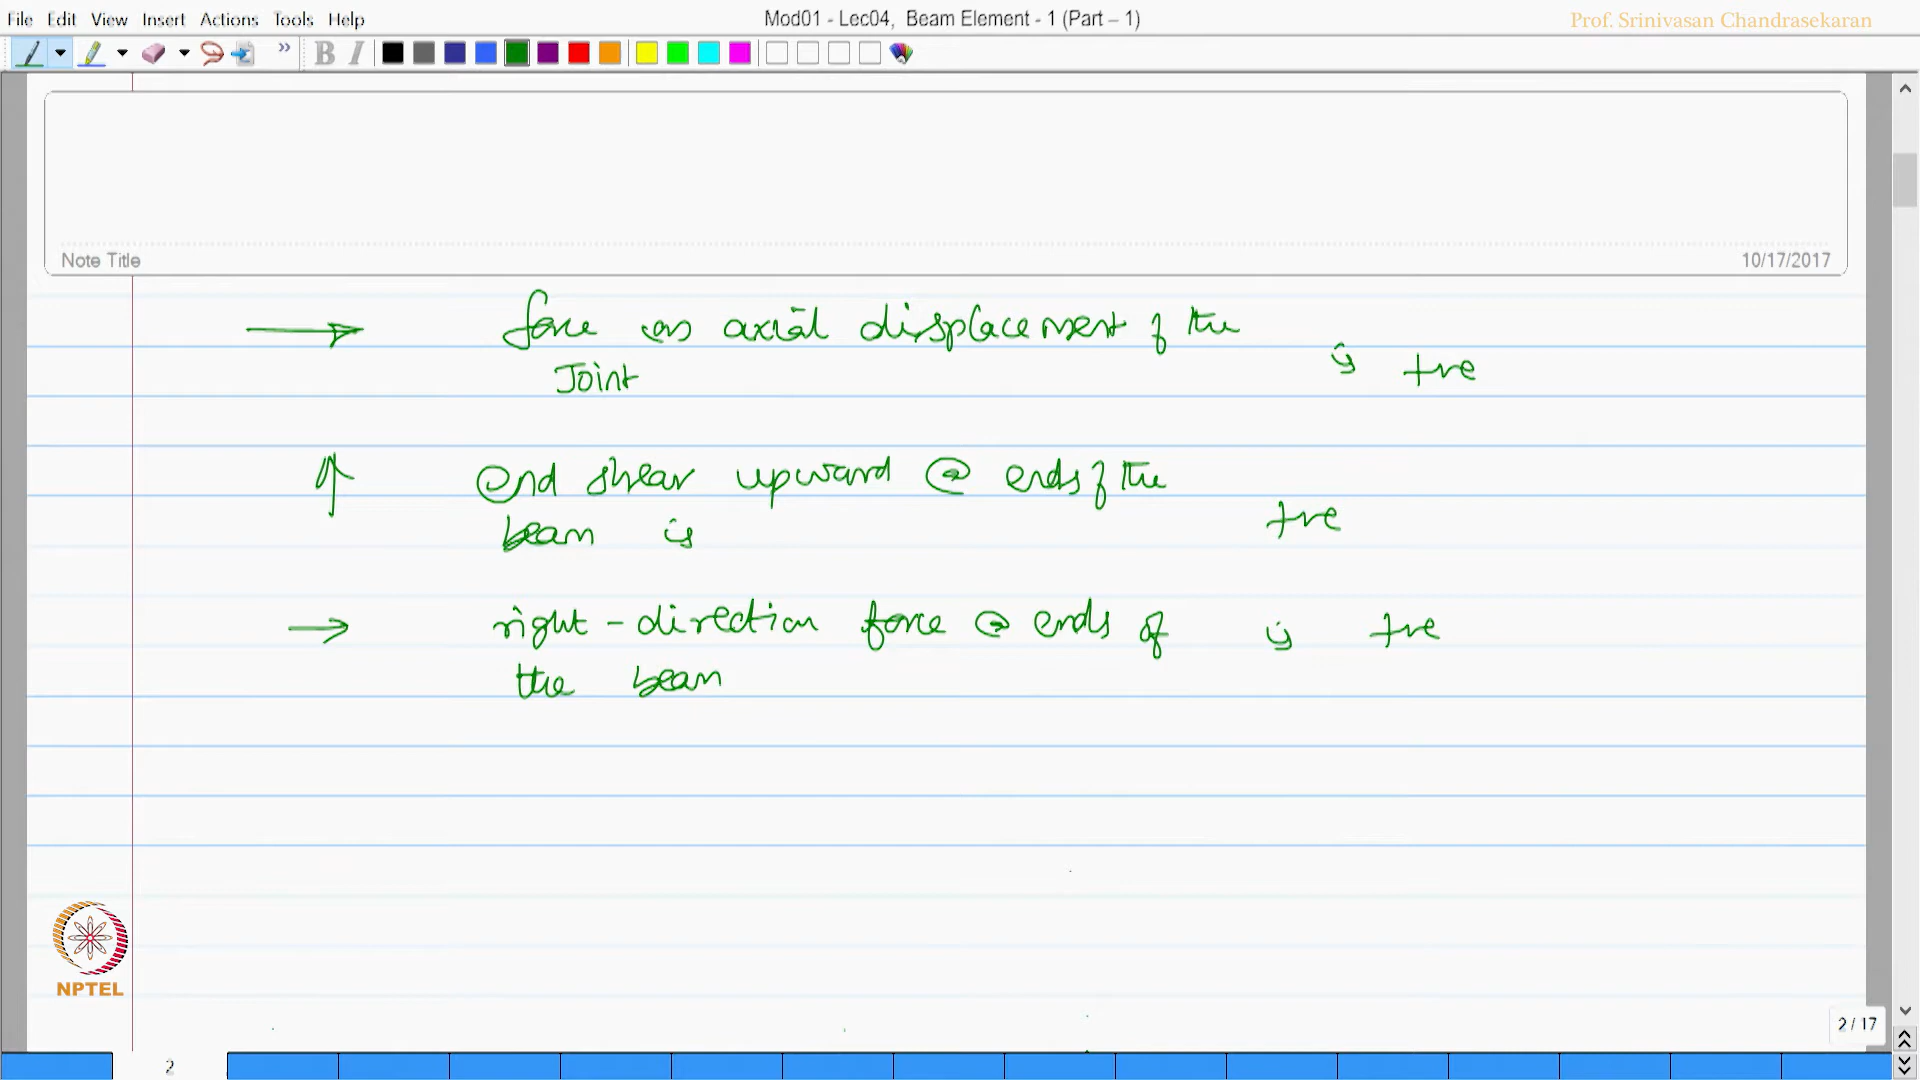 File Edit View Insert Actions Tools Help
Mod01 - Lec04, Beam Element - 1 (Part – 1)
Prof. Srinivasan Chandrasekaran
B I
Note Title
10/17/2017
force or axial displacement of the
Joint is +ve
end shear upward @ ends of the
beam is +ve
right - direction force @ ends of is +ve
the beam
NPTEL
2 / 17
2